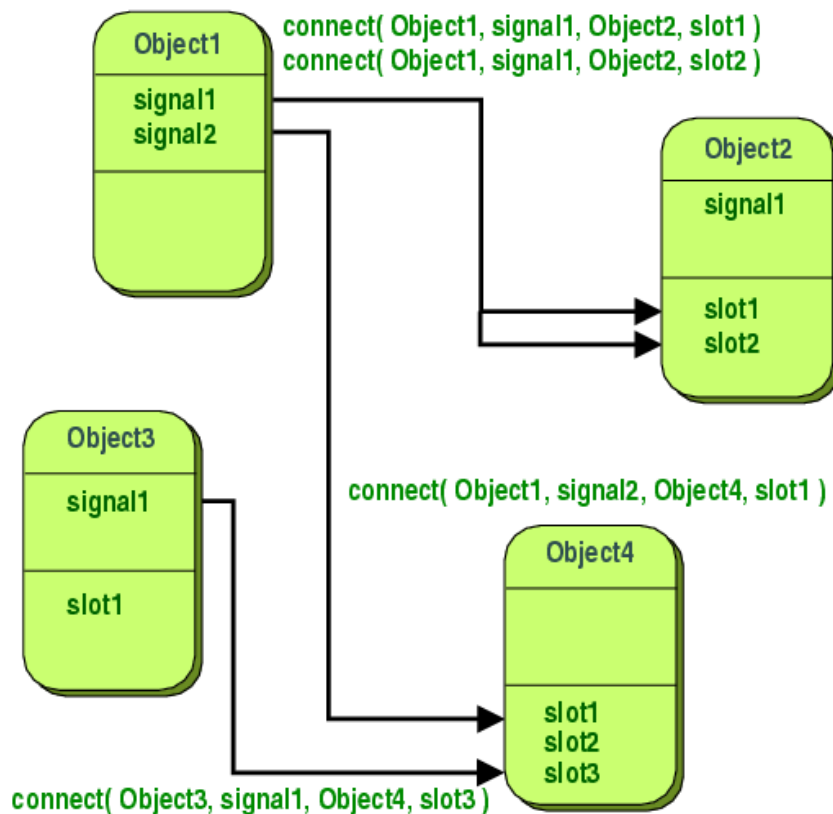 Object1
connect( Object1, signal1, Object2, slot1 )
connect( Object1, signal1, Object2, slot2 )
signal1
signal2
Object2
signal1
slot1
slot2
Object3
signal1
slot1
connect( Object1, signal2, Object4, slot1 )
Object4
slot1
slot2
slot3
connect( Object3, signal1, Object4, slot3 )